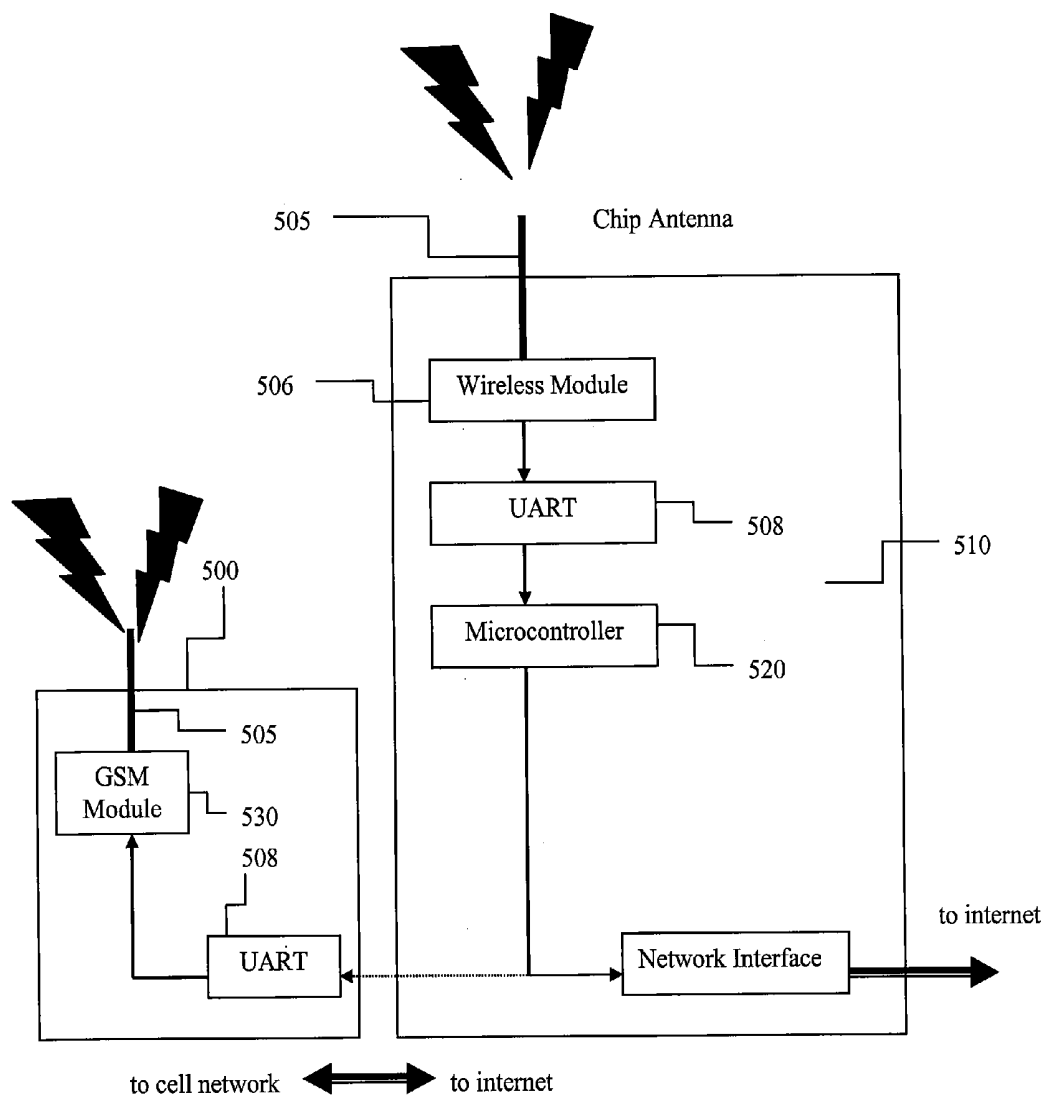 505
Chip Antenna
506
Wireless Module
UART
508
510
500
Microcontroller
520
505
GSM
Module
530
508
to internet
UART
Network Interface
to cell network
to internet